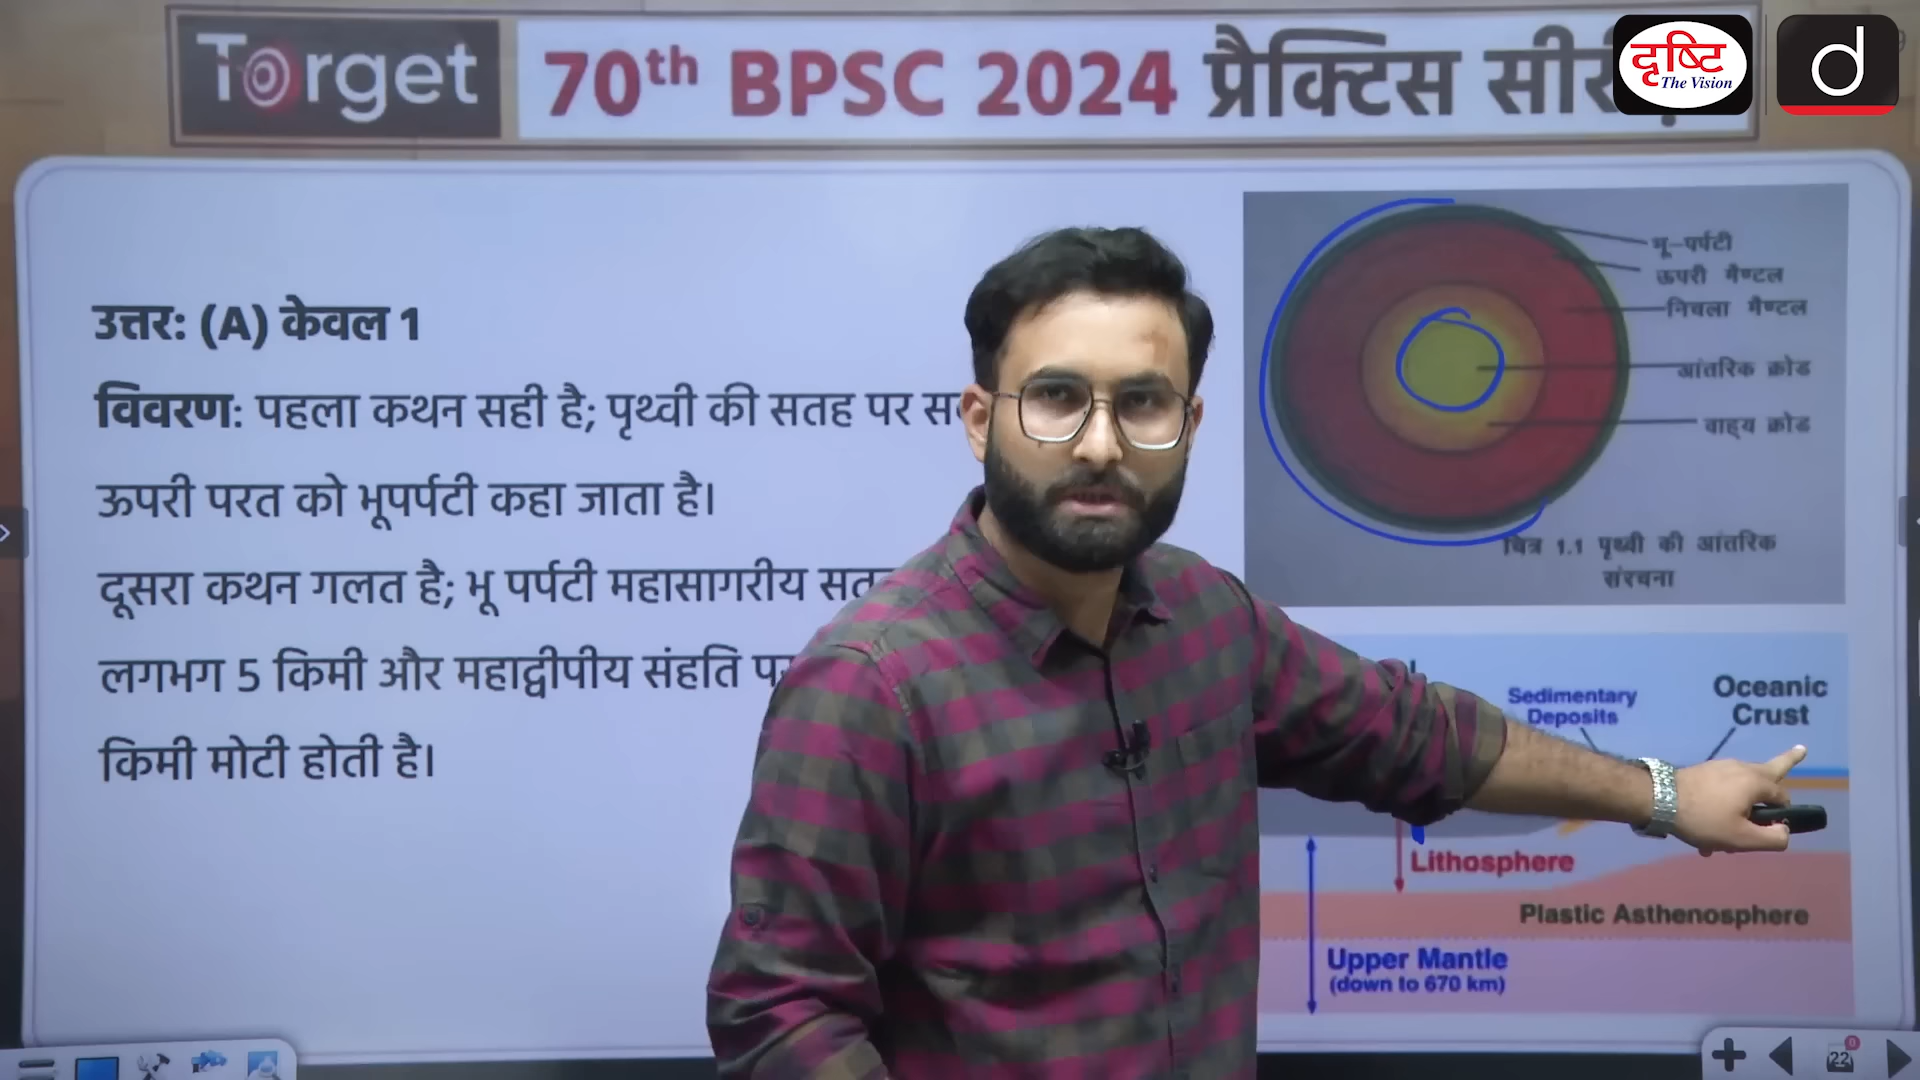 Target
70th BPSC 2024 प्रैक्टिस
दृष्टि
The Vision
d
उत्तर: (A) केवल 1
विवरण: पहला कथन सही है; पृथ्वी की सतह पर
ऊपरी परत को भूपर्पटी कहा जाता है।
दूसरा कथन गलत है; भू पर्पटी महासागरीय
लगभग 5 किमी और महाद्वीपीय संहति
किमी मोटी होती है।
भू-पर्पटी
ऊपरी मैण्टल
निचला मैण्टल
आंतरिक क्रोड
वाह्य क्रोड
चित्र 1.1 पृथ्वी की आंतरिक
संरचना
Sedimentary
Deposits
Oceanic
Crust
Lithosphere
Plastic Asthenosphere
Upper Mantle
(down to 670 km)
22